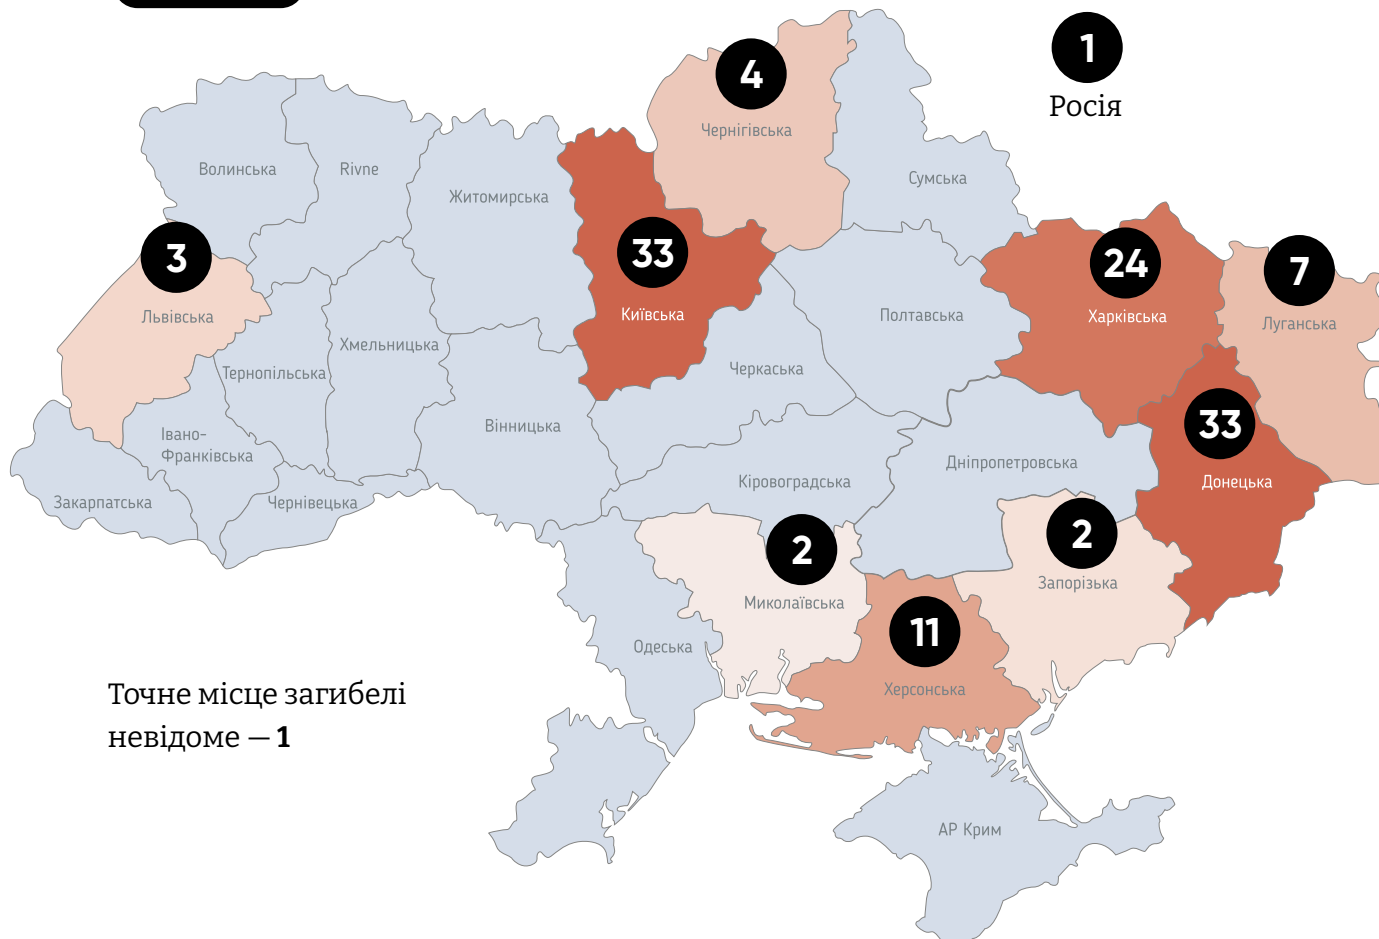 1
Росія
4
Чернігівська
Волинська
Rivne
Житомирська
Сумська
3
Львівська
33
Київська
24
Харківська
7
Луганська
Полтавська
Хмельницька
Тернопільська
Черкаська
Вінницька
Івано-
Франківська
33
Донецька
Дніпропетровська
Кіровоградська
Закарпатська
Чернівецька
2
Миколаївська
2
Запорізька
11
Херсонська
Одеська
Точне місце загибелі
невідоме — 1
АР Крим